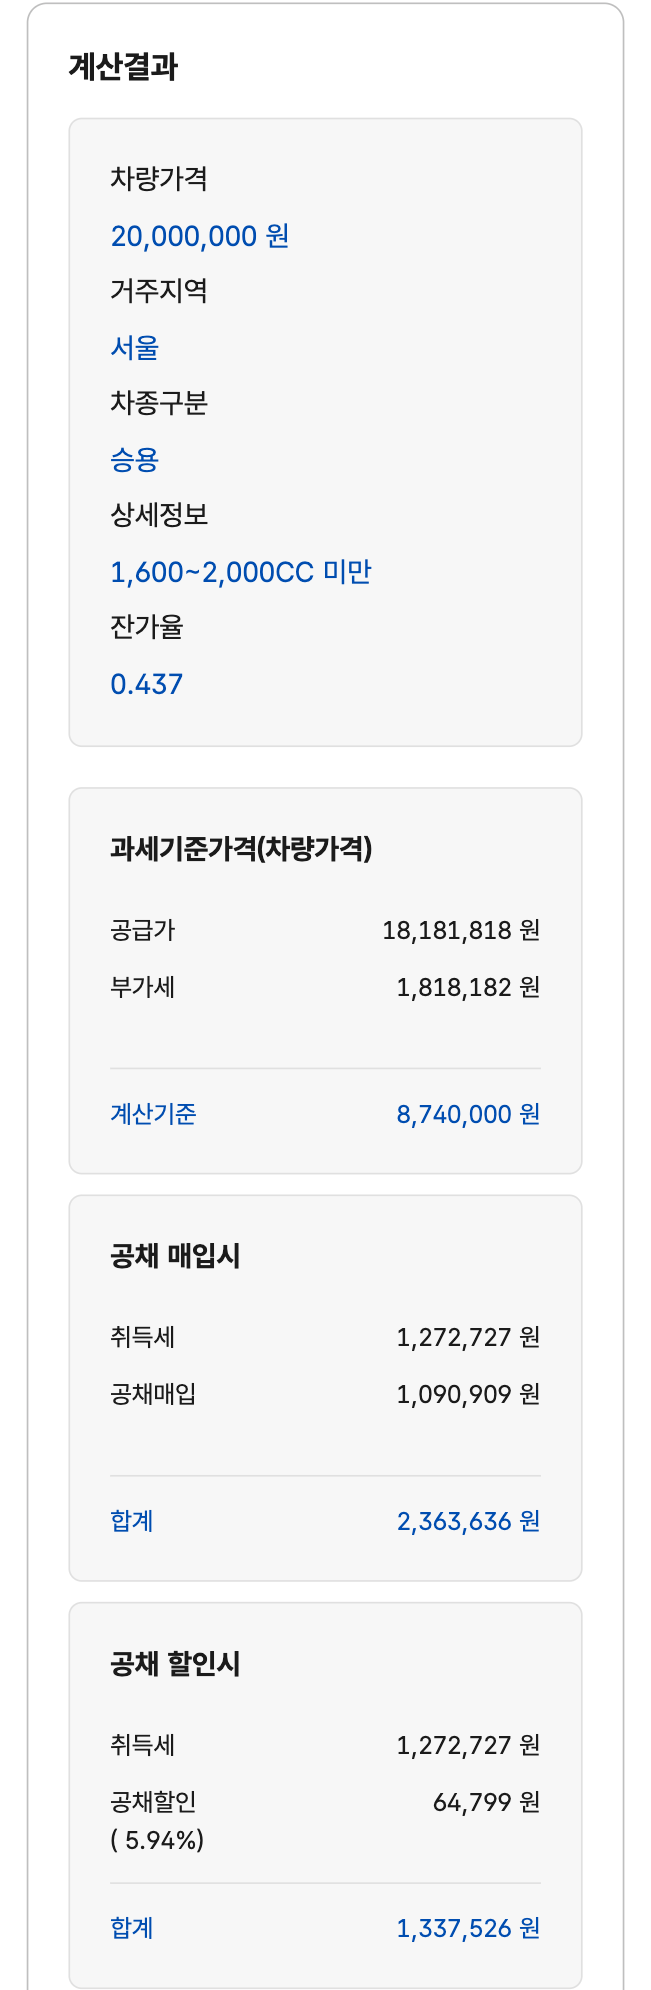 계산결과
차량가격
20,000,000 원
거주지역
서울
차종구분
승용
상세정보
1,600~2,000CC 미만
잔가율
0.437
과세기준가격(차량가격)
공급가 18,181,818 원
부가세 1,818,182 원
계산기준 8,740,000 원
공채 매입시
취득세 1,272,727 원
공채매입 1,090,909 원
합계 2,363,636 원
공채 할인시
취득세 1,272,727 원
공채할인 64,799 원
( 5.94%)
합계 1,337,526 원